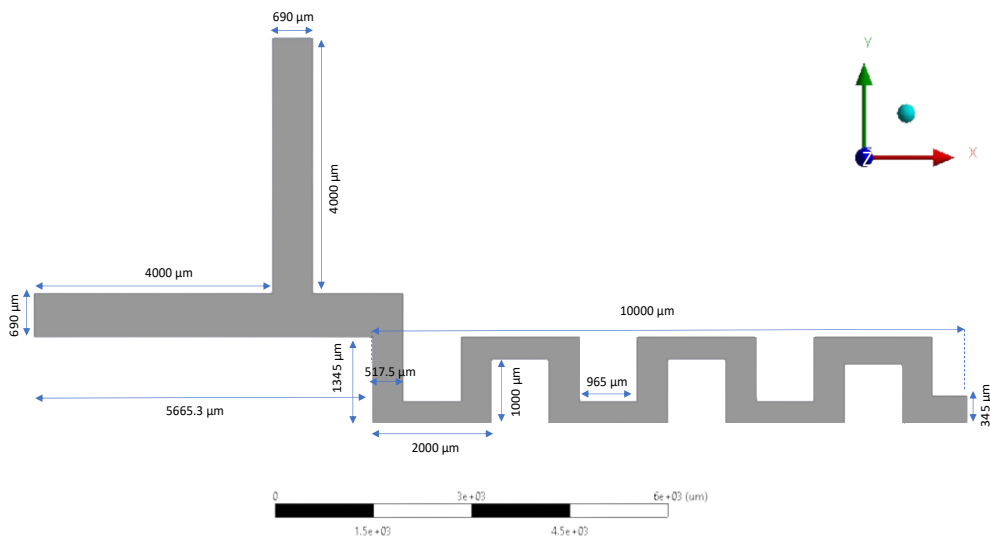 690 µm
Y
Z
X
4000 µm
4000 µm
690 µm
10000 µm
1345 µm
517.5 µm
5665.3 µm
1000 µm
965 µm
345 µm
2000 µm
0
3e+03
6e+03 (um)
1.5e+03
4.5e+03